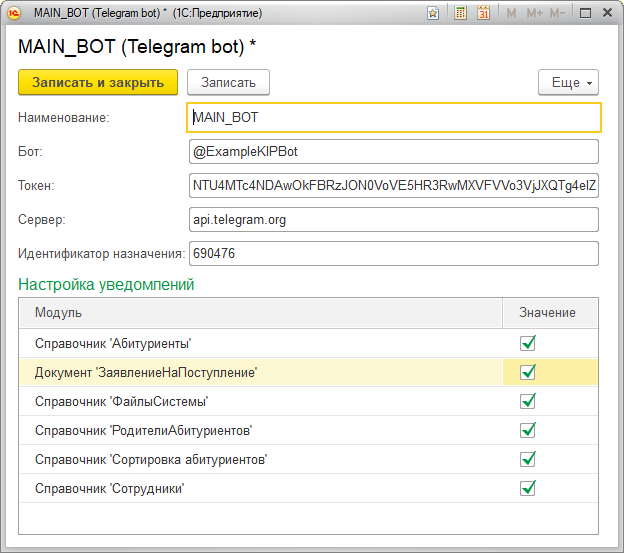 MAIN_BOT (Telegram bot) * (1С:Предприятие)
M M+ M-
31
MAIN_BOT (Telegram bot) *
Записать и закрыть Записать Еще
Наименование: MAIN_BOT
Бот: @ExampleKIPBot
Токен: NTU4MTc4NDAwOkFBRzJON0VoVE5HR3RwMXVFVVo3VjJXQTg4elZ
Сервер: api.telegram.org
Идентификатор назначения: 690476
Настройка уведомлений
Модуль Значение
Справочник 'Абитуриенты'
Документ 'ЗаявлениеНаПоступление'
Справочник 'ФайлыСистемы'
Справочник 'РодителиАбитуриентов'
Справочник 'Сортировка абитуриентов'
Справочник 'Сотрудники'